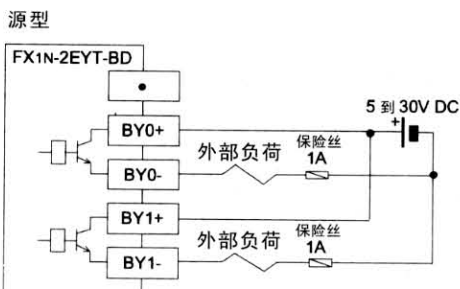 源型
FX1N-2EYT-BD
5 到 30V DC
+
BY0+
外部负荷
保险丝
1A
BY0-
BY1+
外部负荷
保险丝
1A
BY1-